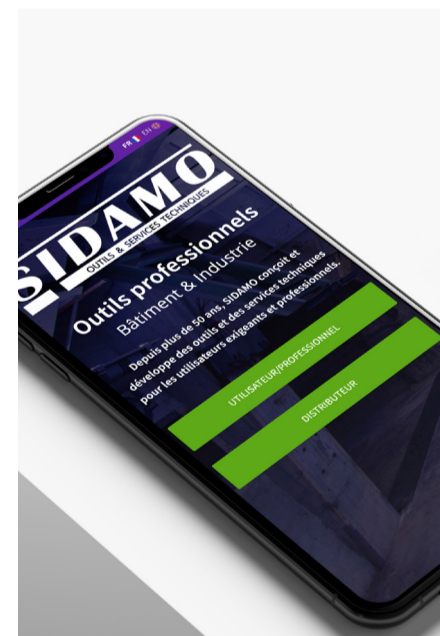 FR EN
SIDAMO
OUTILS & SERVICES TECHNIQUES
Outils professionnels
Bâtiment & Industrie
Depuis plus de 50 ans, SIDAMO conçoit et
développe des outils et des services techniques
pour les utilisateurs exigeants et professionnels.
UTILISATEUR/PROFESSIONNEL
DISTRIBUTEUR